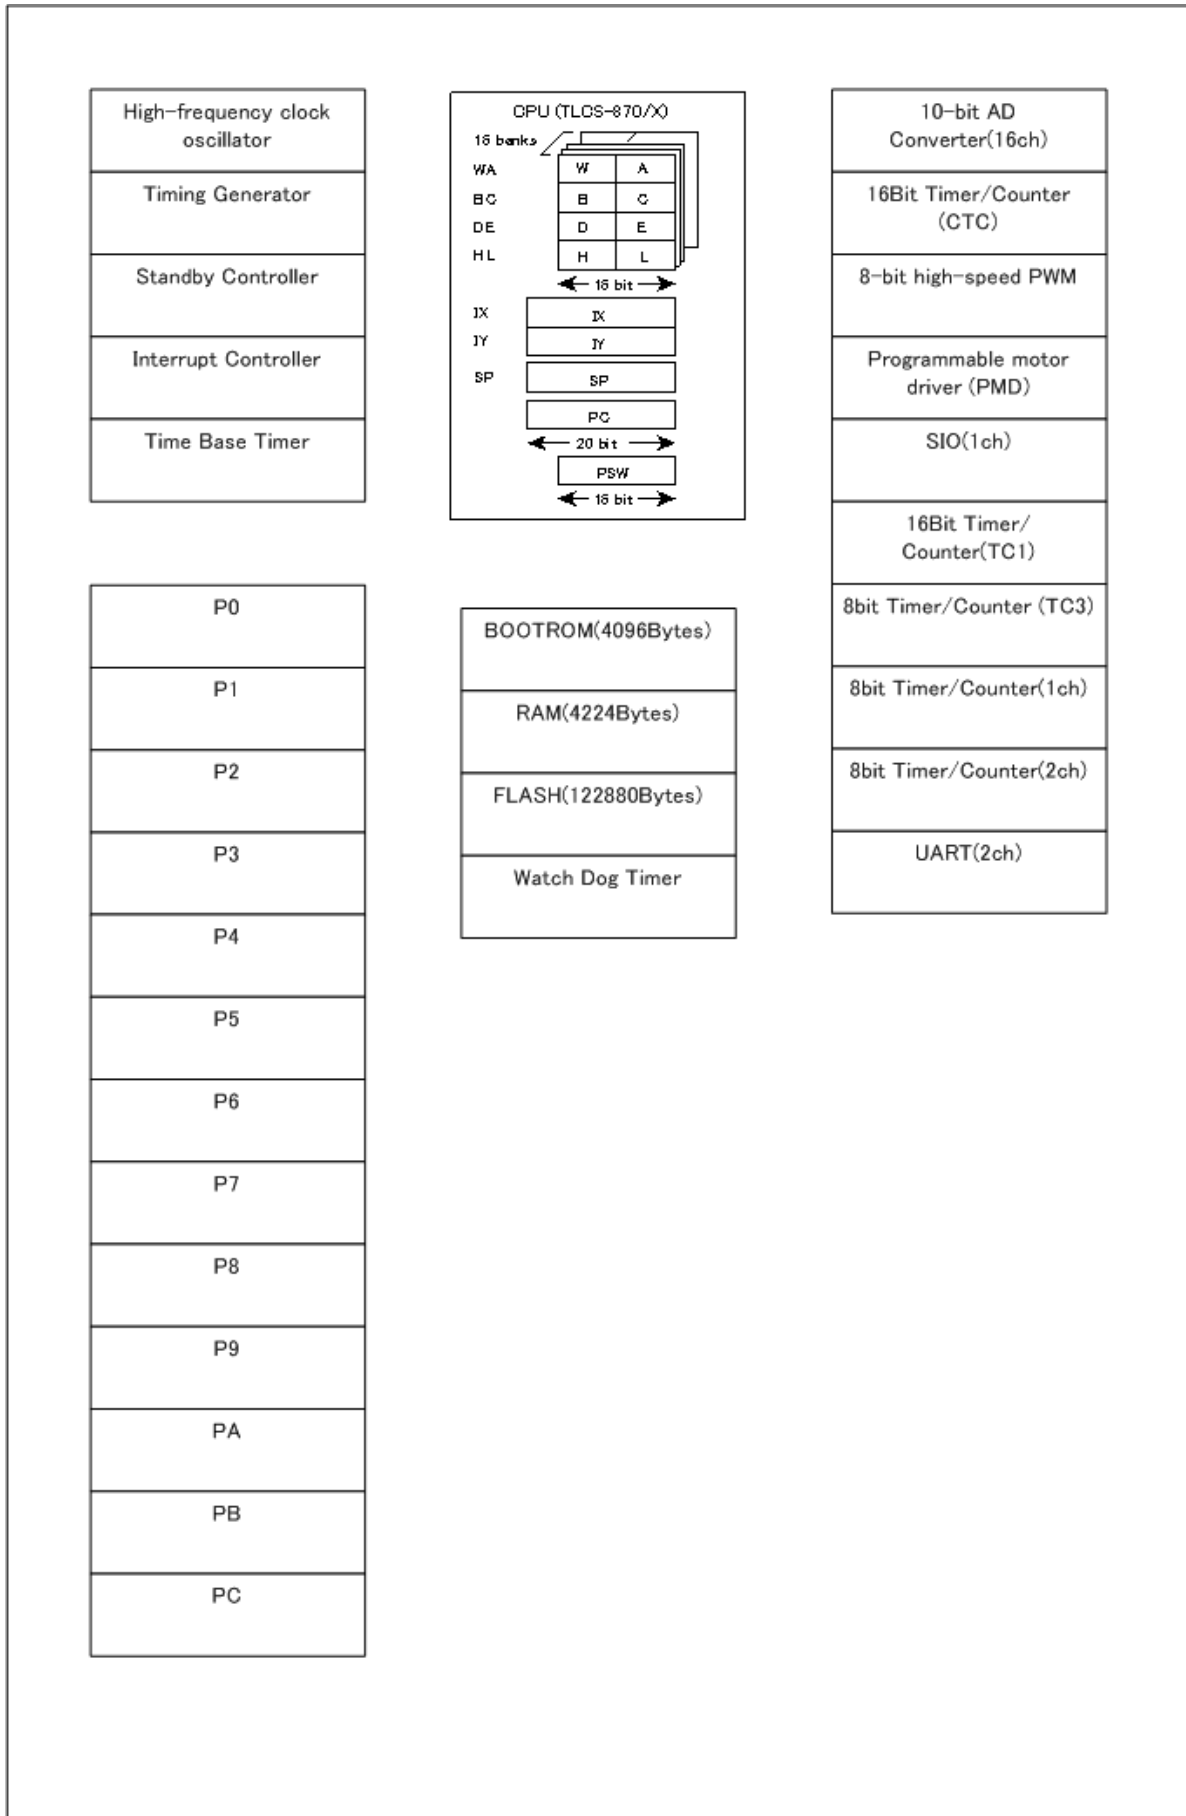 High-frequency clock
oscillator
Timing Generator
Standby Controller
Interrupt Controller
Time Base Timer
CPU (TLCS-870/X)
16 banks
WA
W
A
BC
B
C
DE
D
E
HL
H
L
16 bit
IX
IX
IY
IY
SP
SP
PC
20 bit
PSW
16 bit
10-bit AD
Converter(16ch)
16Bit Timer/Counter
(CTC)
8-bit high-speed PWM
Programmable motor
driver (PMD)
SIO(1ch)
16Bit Timer/
Counter(TC1)
8bit Timer/Counter (TC3)
8bit Timer/Counter(1ch)
8bit Timer/Counter(2ch)
UART(2ch)
P0
P1
P2
P3
P4
P5
P6
P7
P8
P9
PA
PB
PC
BOOTROM(4096Bytes)
RAM(4224Bytes)
FLASH(122880Bytes)
Watch Dog Timer